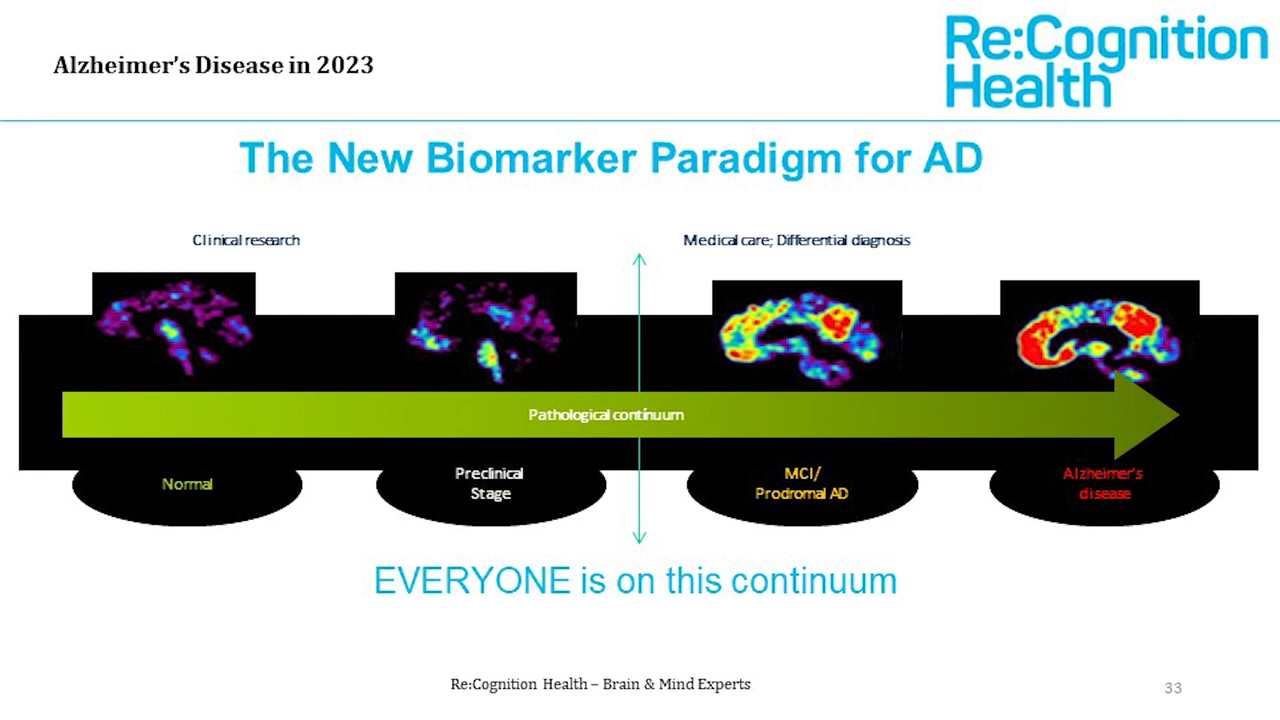 Alzheimer's Disease in 2023
Re:Cognition
Health
The New Biomarker Paradigm for AD
Clinical research
Medical care; Differential diagnosis
Pathological continuum
Normal
Preclinical
Stage
MCI/
Prodromal AD
Alzheimer's
disease
EVERYONE is on this continuum
Re:Cognition Health – Brain & Mind Experts
33